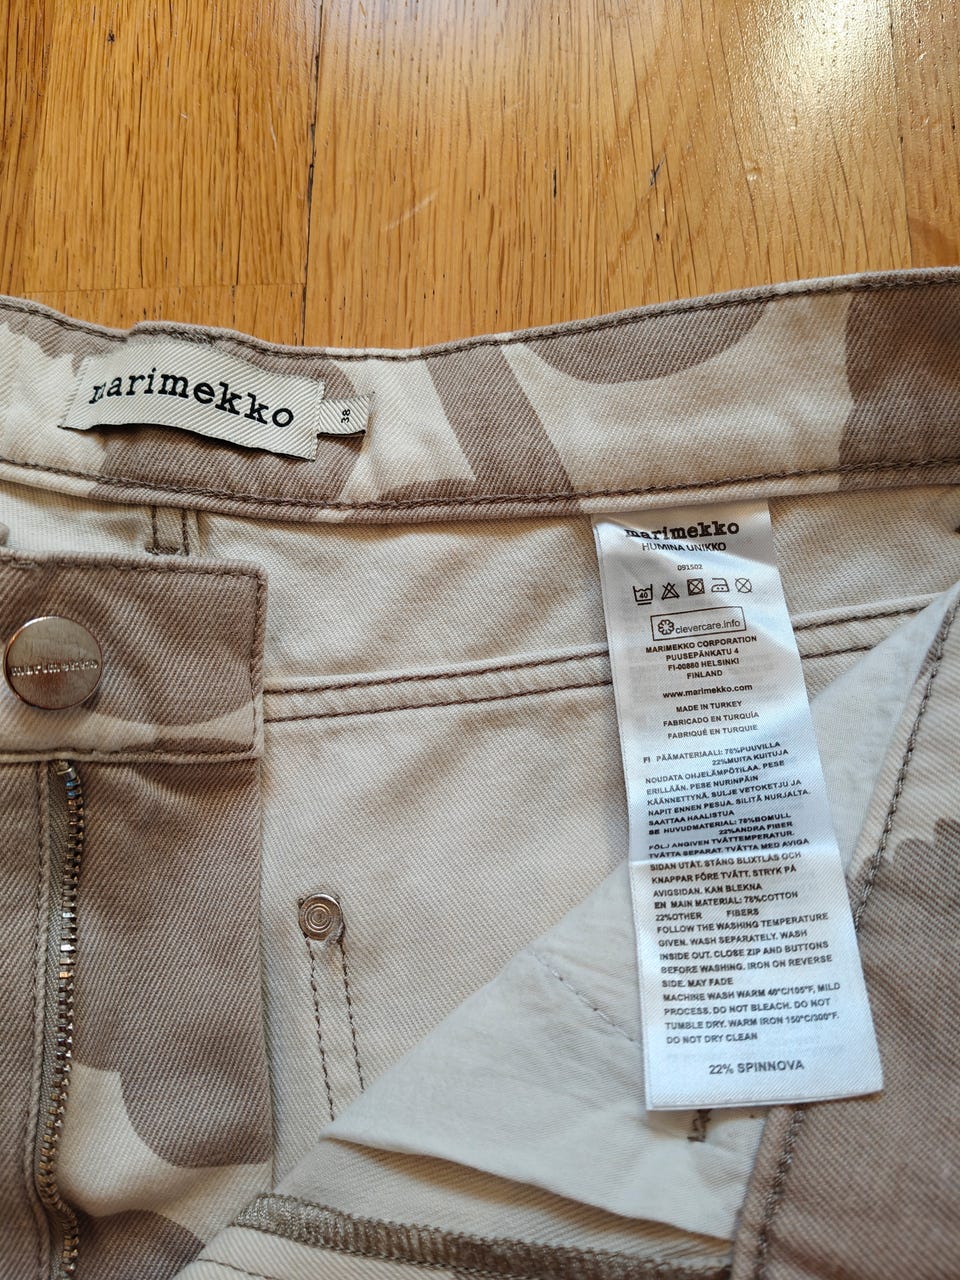 marimekko
38
marimekko
HUMINA UNIKKO
091502
40
clevercare.info
MARIMEKKO CORPORATION
PUUSEPÄNKATU 4
FI-00880 HELSINKI
FINLAND
www.marimekko.com
MADE IN TURKEY
FABRICADO EN TURQUÍA
FABRIQUÉ EN TURQUIE
FI PÄÄMATERIAALI: 78%PUUVILLA
22%MUITA KUITUJA
NOUDATA OHJELÄMPÖTILAA. PESE
ERILLÄÄN. PESE NURINPÄIN
KÄÄNNETTYNÄ. SULJE VETOKETJU JA
NAPIT ENNEN PESUA. SILITÄ NURJALTA.
SAATTAA HAALISTUA
SE HUVUDMATERIAL: 78%BOMULL
22%ANDRA FIBER
FÖLJ ANGIVEN TVÄTTEMPERATUR.
TVÄTTA SEPARAT. TVÄTTA MED AVIGA
SIDAN UTÅT. STÄNG BLIXTLÅS OCH
KNAPPAR FÖRE TVÄTT. STRYK PÅ
AVIGSIDAN. KAN BLEKNA
EN MAIN MATERIAL: 78%COTTON
22%OTHER FIBERS
FOLLOW THE WASHING TEMPERATURE
GIVEN. WASH SEPARATELY. WASH
INSIDE OUT. CLOSE ZIP AND BUTTONS
BEFORE WASHING. IRON ON REVERSE
SIDE. MAY FADE
MACHINE WASH WARM 40°C/105°F, MILD
PROCESS. DO NOT BLEACH. DO NOT
TUMBLE DRY. WARM IRON 150°C/300°F.
DO NOT DRY CLEAN
22% SPINNOVA